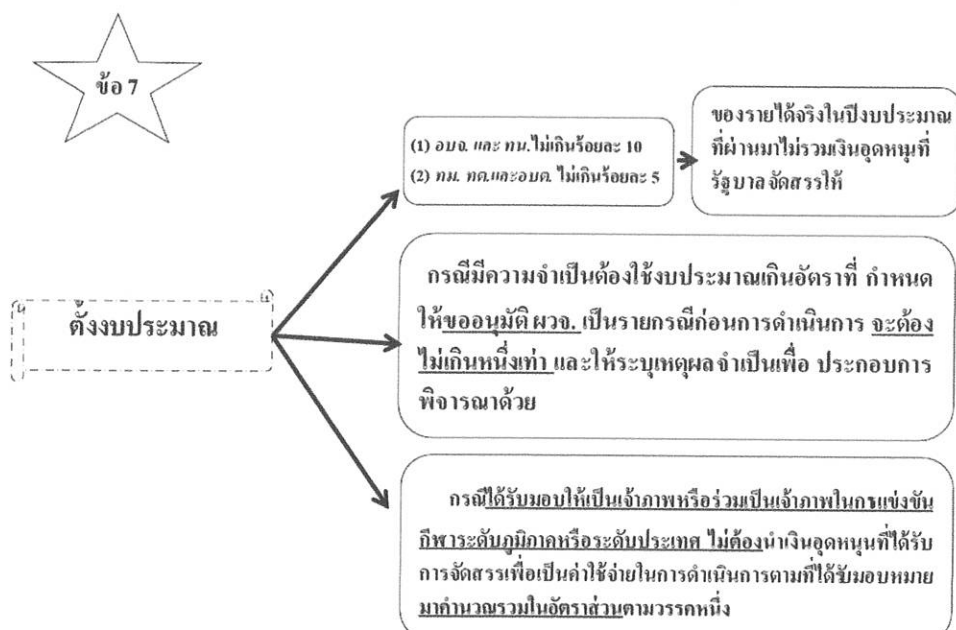 ข้อ 7
(1) อบจ. และ ทน.ไม่เกินร้อยละ 10
(2) ทม. ทต.และอบต. ไม่เกินร้อยละ 5
ของรายได้จริงในปีงบประมาณ
ที่ผ่านมาไม่รวมเงินอุดหนุนที่
รัฐบาลจัดสรรให้
ตั้งงบประมาณ
กรณีมีความจำเป็นต้องใช้งบประมาณเกินอัตราที่ กำหนด
ให้ขออนุมัติ ผวจ. เป็นรายกรณีก่อนการดำเนินการ จะต้อง
ไม่เกินหนึ่งเท่า และให้ระบุเหตุผลจำเป็นเพื่อ ประกอบการ
พิจารณาด้วย
กรณีได้รับมอบให้เป็นเจ้าภาพหรือร่วมเป็นเจ้าภาพในการแข่งขัน
กีฬาระดับภูมิภาคหรือระดับประเทศ ไม่ต้องนำเงินอุดหนุนที่ได้รับ
การจัดสรรเพื่อเป็นค่าใช้จ่ายในการดำเนินการตามที่ได้รับมอบหมาย
มาคำนวณรวมในอัตราส่วนตามวรรคหนึ่ง